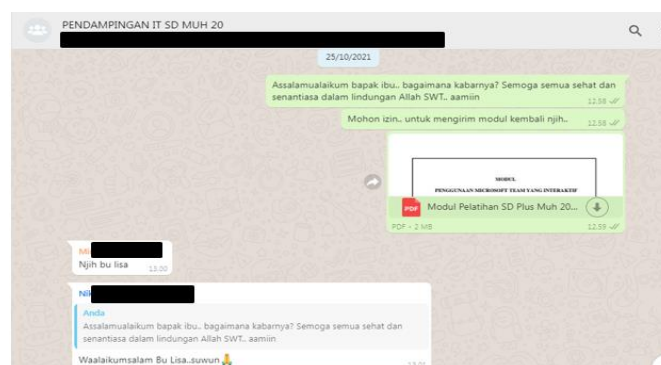 PENDAMPINGAN IT SD MUH 20
25/10/2021
Assalamualaikum bapak ibu.. bagaimana kabarnya? Semoga semua sehat dan
senantiasa dalam lindungan Allah SWT.. aamiin
12.58
Mohon izin.. untuk mengirim modul kembali njih..
12.58
MODUL
PENGGUNAAN MICROSOFT TEAM YANG INTERAKTIF
PDF
Modul Pelatihan SD Plus Muh 20...
PDF • 2 MB
12.59
Njih bu lisa
13.00
Nik
Anda
Assalamualaikum bapak ibu.. bagaimana kabarnya? Semoga semua sehat dan
senantiasa dalam lindungan Allah SWT.. aamiin
Waalaikumsalam Bu Lisa..suwun 🙏